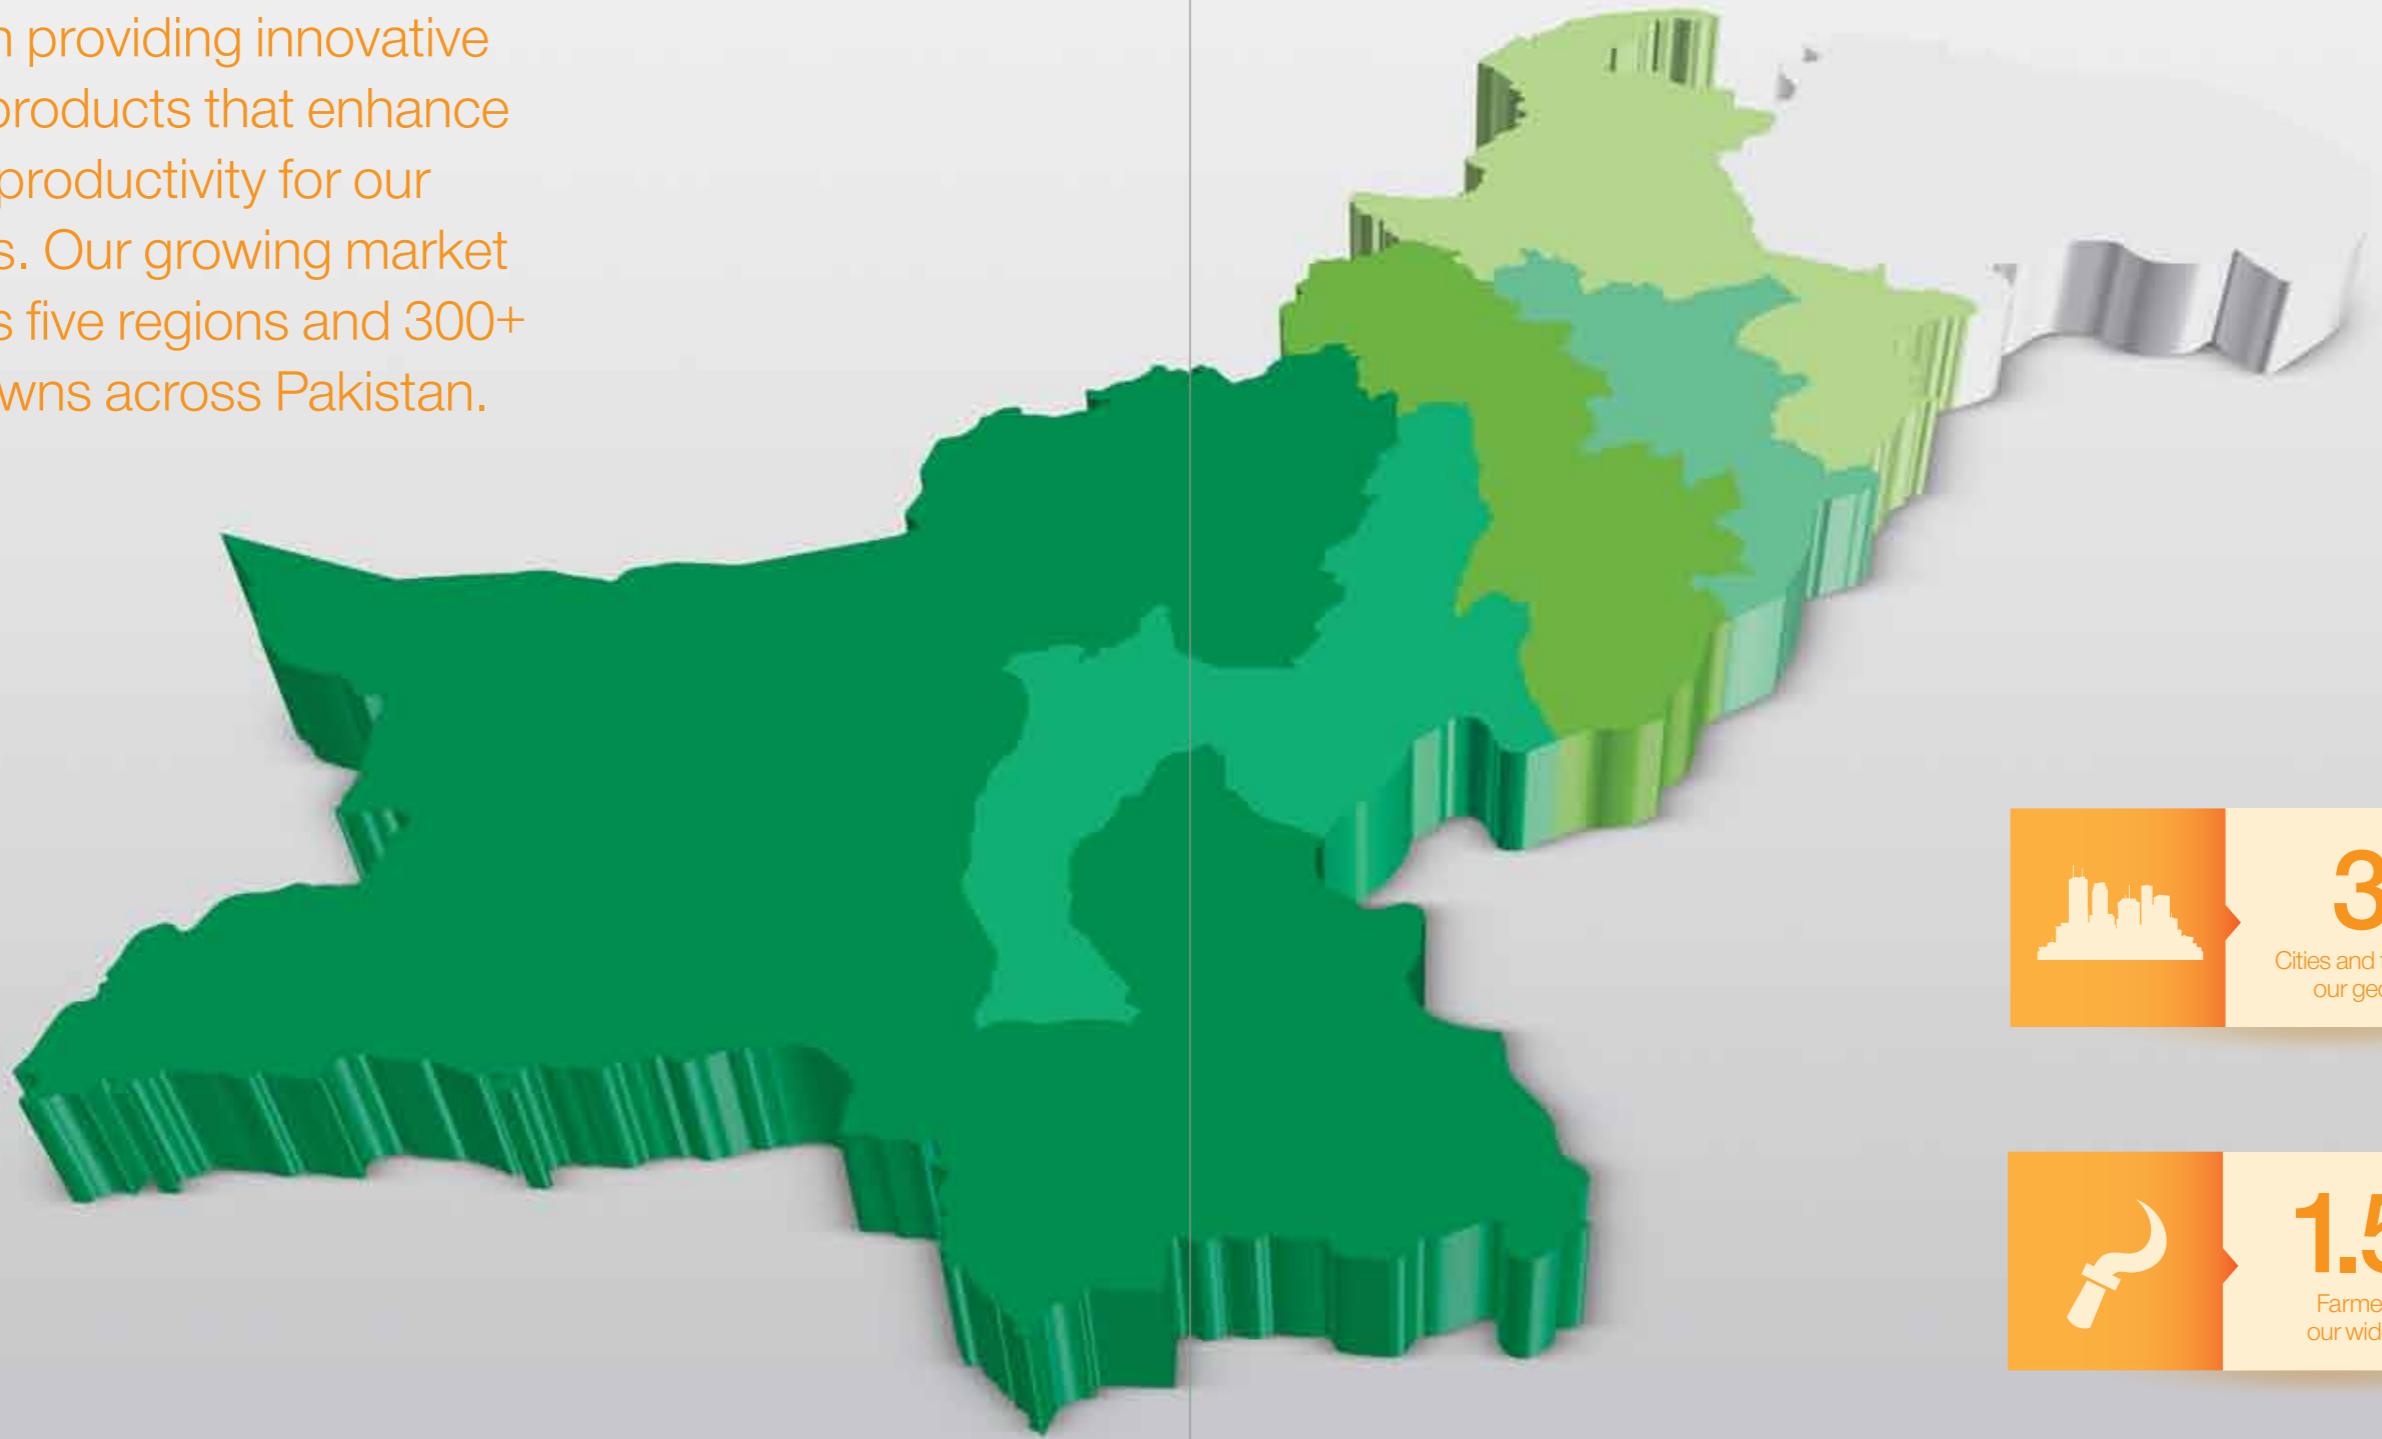 providing innovative
products that enhance
productivity for our
s. Our growing market
s five regions and 300+
wns across Pakistan.
3
Cities and
our geo
1.5
Farme
our wid